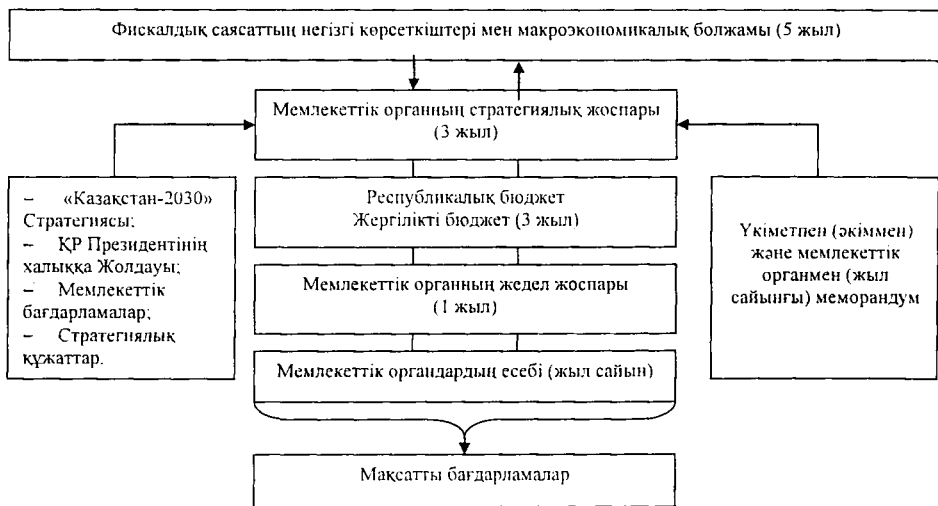 Фискалдық саясаттың негізгі көрсеткіштері мен макроэкономикалық болжамы (5 жыл)
Мемлекеттік органның стратегиялық жоспары
(3 жыл)
– «Казақстан-2030»
Стратегиясы;
– ҚР Президентінің
халыққа Жолдауы;
– Мемлекеттік
бағдарламалар;
– Стратегиялық
құжаттар.
Республикалық бюджет
Жергілікті бюджет (3 жыл)
Мемлекеттік органның жедел жоспары
(1 жыл)
Мемлекеттік органдардың есебі (жыл сайын)
Үкіметпен (әкіммен)
және мемлекеттік
органмен (жыл
сайынғы) меморандум
Мақсатты бағдарламалар